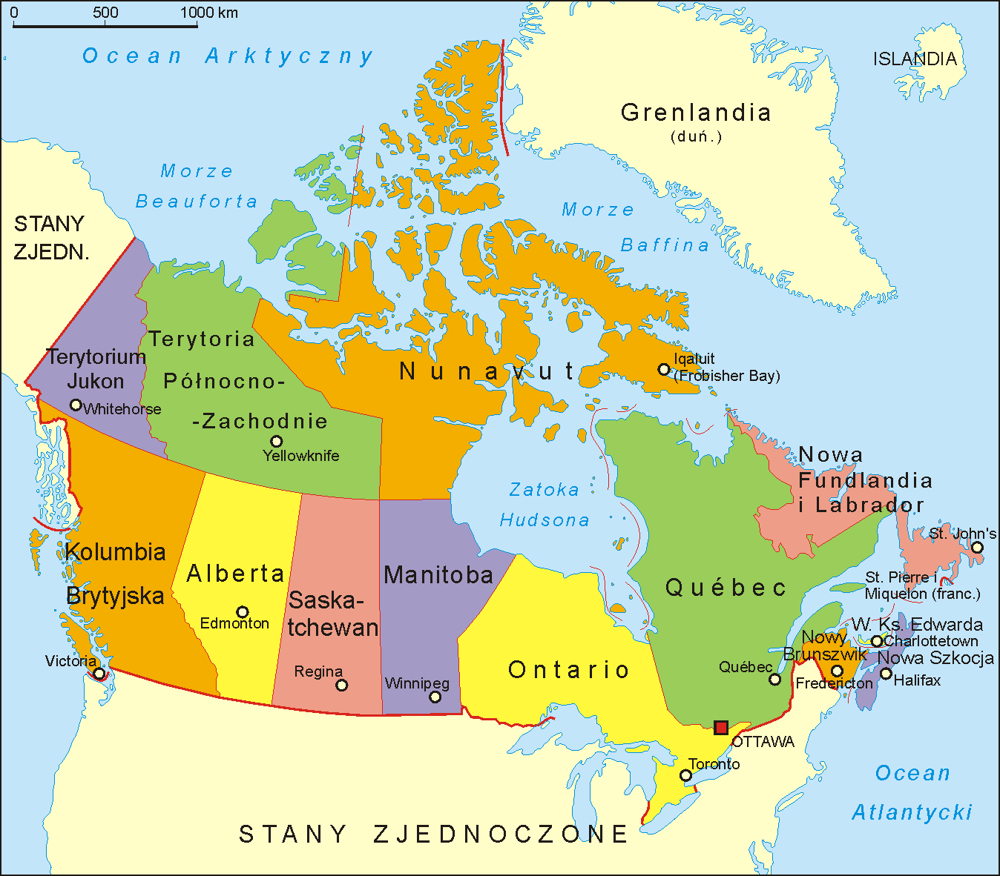 0 500 1000 km
Ocean Arktyczny
ISLANDIA
Grenlandia
(duń.)
Morze
Beauforta
Morze
Baffina
STANY
ZJEDN.
Terytorium
Jukon
Whitehorse
Terytoria
Północno-
-Zachodnie
Yellowknife
Nunavut
Iqaluit
(Frobisher Bay)
Nowa
Fundlandia
i Labrador
St. John's
Zatoka
Hudsona
Kolumbia
Brytyjska
Victoria
Alberta
Edmonton
Saska-
tchewan
Regina
Manitoba
Winnipeg
Ontario
Toronto
OTTAWA
Québec
Québec
St. Pierre i
Miquelon (franc.)
W. Ks. Edwarda
Charlottetown
Nowy
Brunszwik
Fredericton
Nowa Szkocja
Halifax
Ocean
Atlantycki
STANY ZJEDNOCZONE